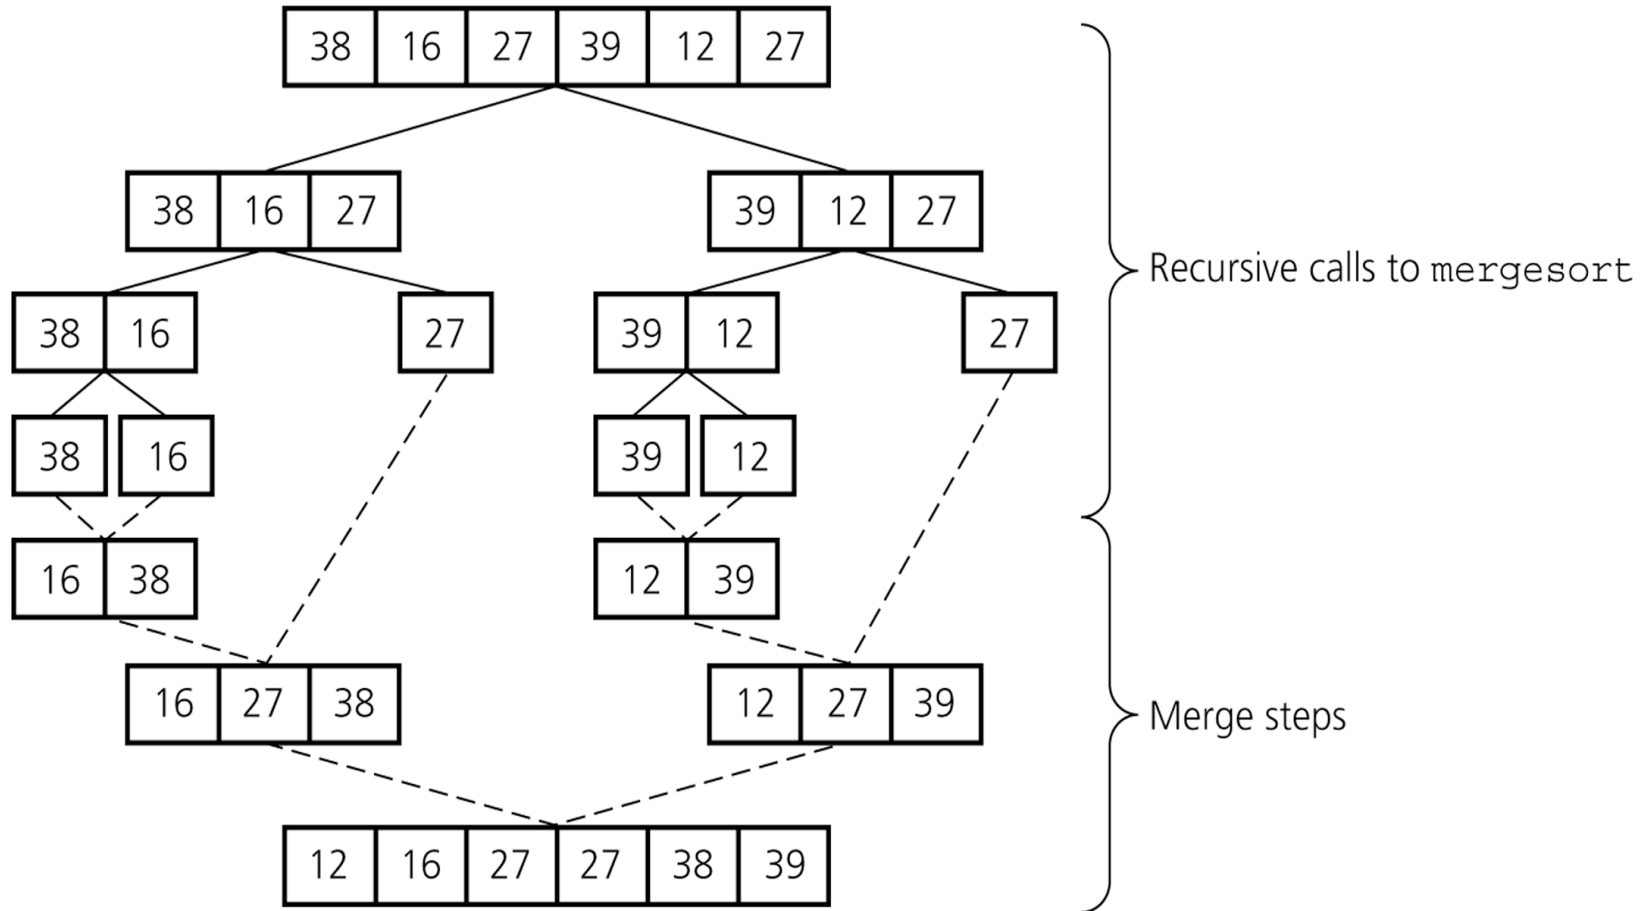 38 16 27 39 12 27
38 16 27 39 12 27
Recursive calls to mergesort
38 16 27 39 12 27
38 16 39 12
16 38 12 39
16 27 38 12 27 39
Merge steps
12 16 27 27 38 39